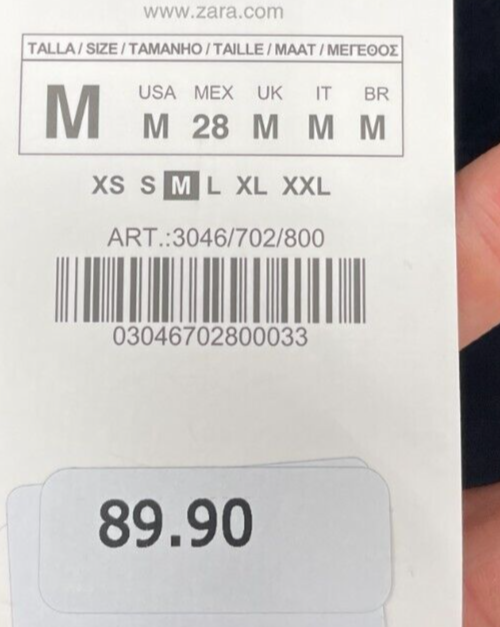 www.zara.com
TALLA / SIZE / TAMANHO / TAILLE / MAAT / ΜΕΓΕΘΟΣ
M
USA MEX UK IT BR
M 28 M M M
XS S M L XL XXL
ART.:3046/702/800
03046702800033
89.90